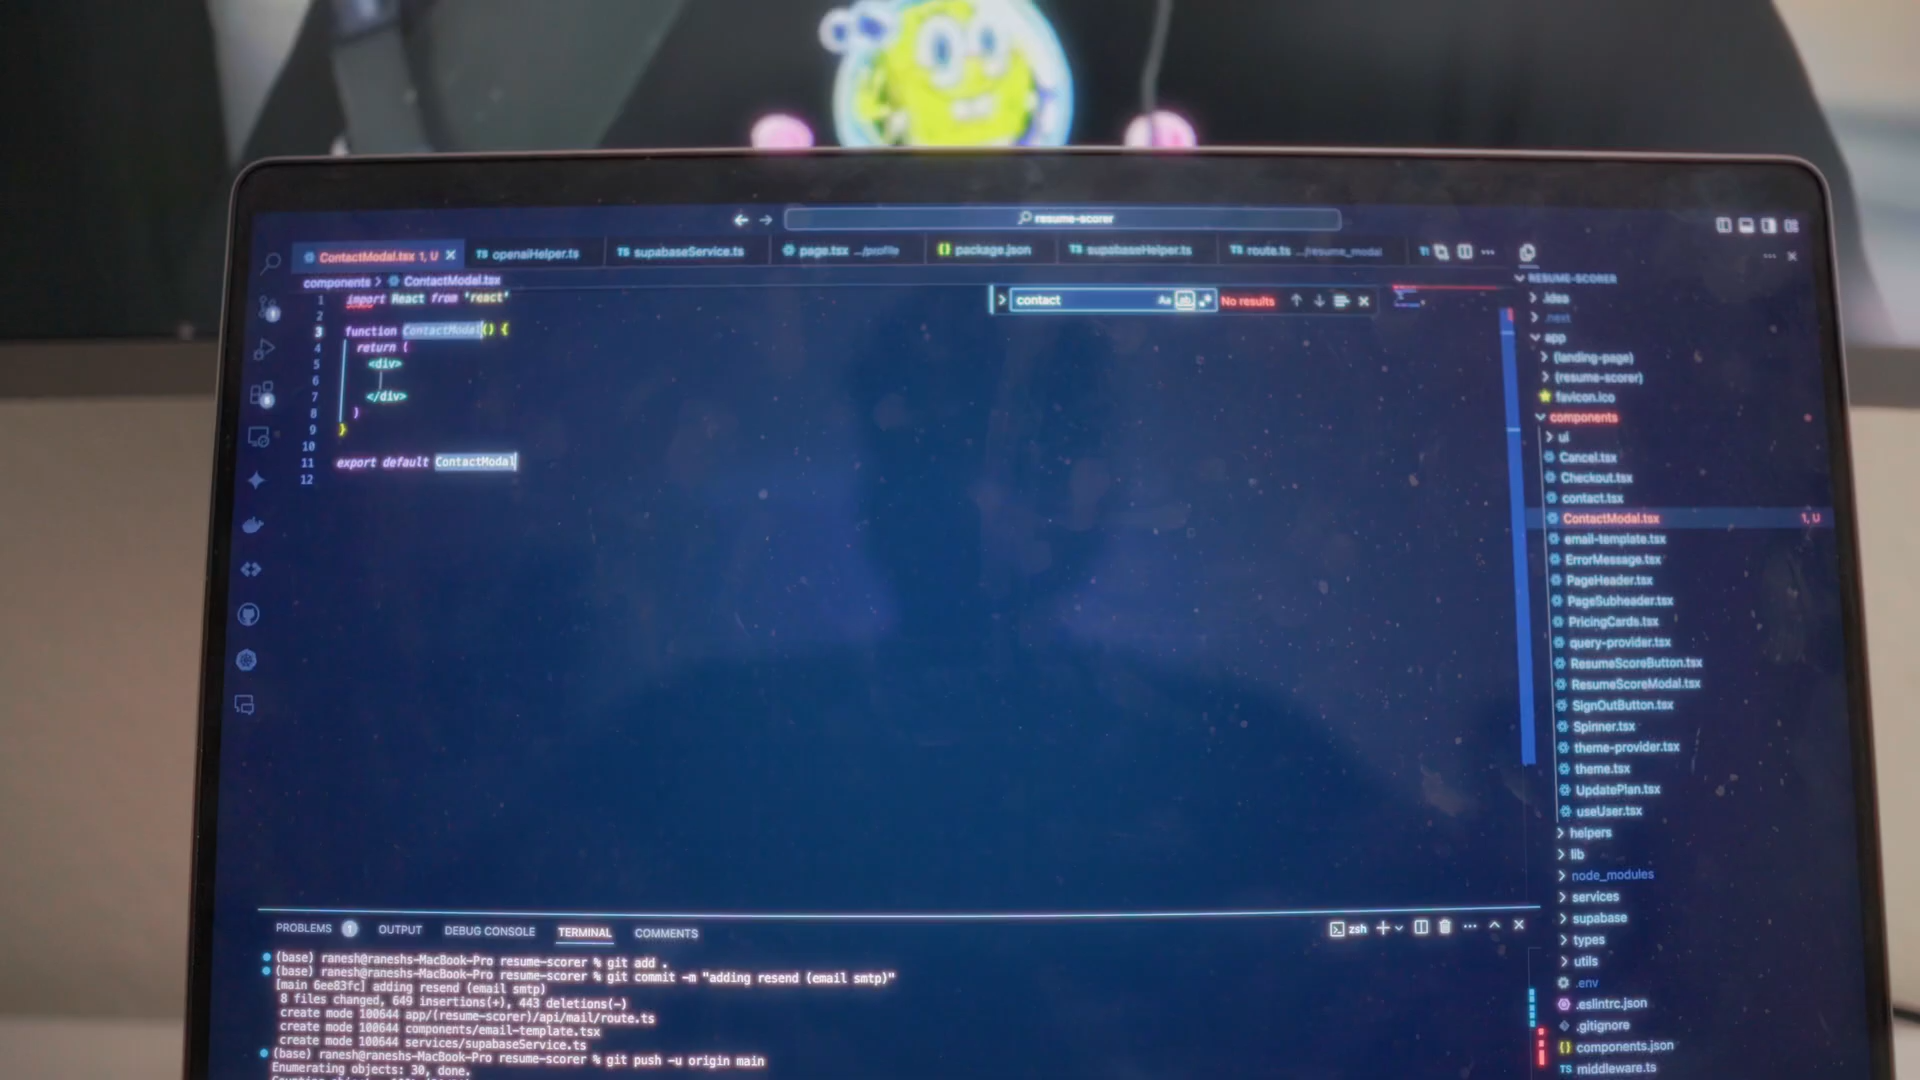 resume-scorer
ContactModal.tsx 1, U
openaiHelper.ts
supabaseService.ts
page.tsx .../profile
package.json
supabaseHelper.ts
route.ts .../resume_modal
components > ContactModal.tsx
1 import React from 'react'
2
3 function ContactModal() {
4 return (
5 <div>
6
7 </div>
8 )
9 }
10
11 export default ContactModal
12
contact
No results
RESUME-SCORER
.idea
.next
app
(landing-page)
(resume-scorer)
favicon.ico
components
ui
Cancel.tsx
Checkout.tsx
contact.tsx
ContactModal.tsx 1, U
email-template.tsx
ErrorMessage.tsx
PageHeader.tsx
PageSubheader.tsx
PricingCards.tsx
query-provider.tsx
ResumeScoreButton.tsx
ResumeScoreModal.tsx
SignOutButton.tsx
Spinner.tsx
theme-provider.tsx
theme.tsx
UpdatePlan.tsx
useUser.tsx
helpers
lib
node_modules
services
supabase
types
utils
.env
.eslintrc.json
.gitignore
components.json
TS middleware.ts
PROBLEMS 1 OUTPUT DEBUG CONSOLE TERMINAL COMMENTS
zsh
(base) ranesh@raneshs-MacBook-Pro resume-scorer % git add .
(base) ranesh@raneshs-MacBook-Pro resume-scorer % git commit -m "adding resend (email smtp)"
[main 6ee83fc] adding resend (email smtp)
8 files changed, 649 insertions(+), 443 deletions(-)
create mode 100644 app/(resume-scorer)/api/mail/route.ts
create mode 100644 components/email-template.tsx
create mode 100644 services/supabaseService.ts
(base) ranesh@raneshs-MacBook-Pro resume-scorer % git push -u origin main
Enumerating objects: 30, done.